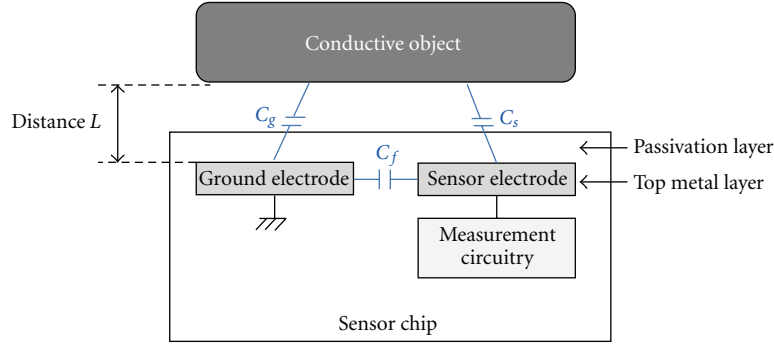 Conductive object
Distance L
Cg
Cs
Cf
Passivation layer
Ground electrode
Sensor electrode
Top metal layer
Measurement
circuitry
Sensor chip